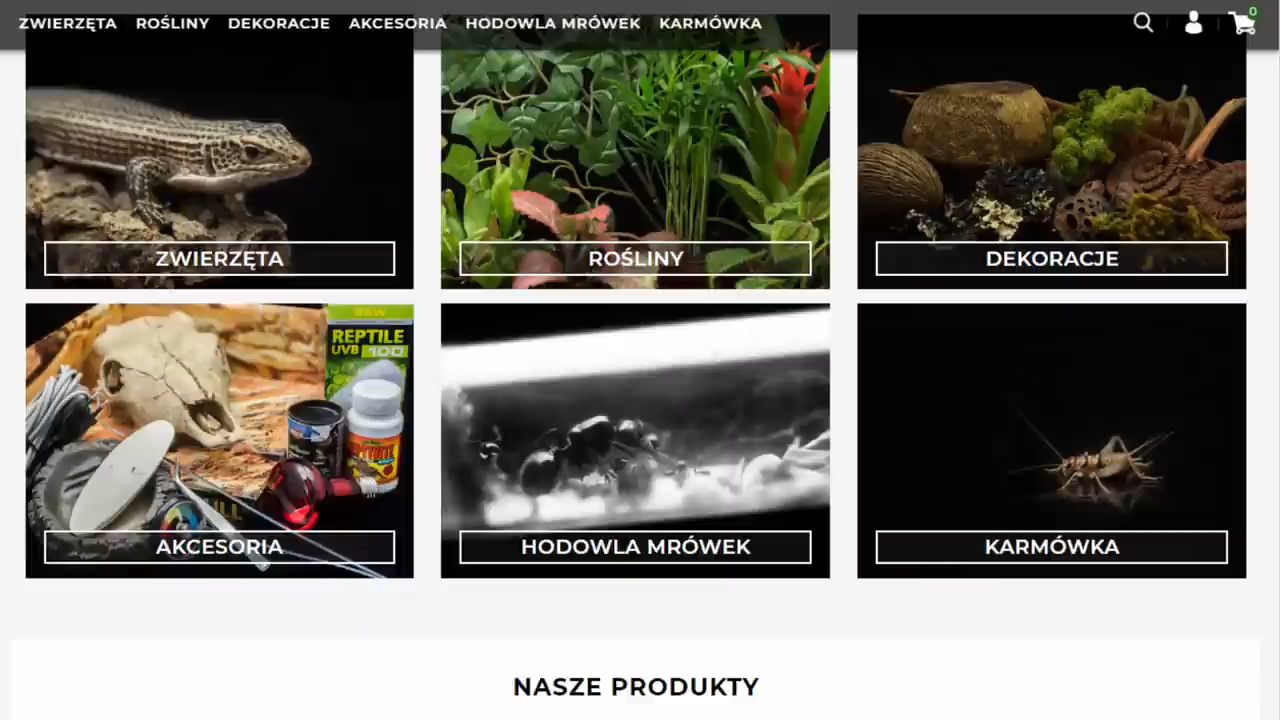 ZWIERZĘTA ROŚLINY DEKORACJE AKCESORIA HODOWLA MRÓWEK KARMÓWKA
0
ZWIERZĘTA
ROŚLINY
DEKORACJE
REPTILE
UVB 100
AKCESORIA
HODOWLA MRÓWEK
KARMÓWKA
NASZE PRODUKTY